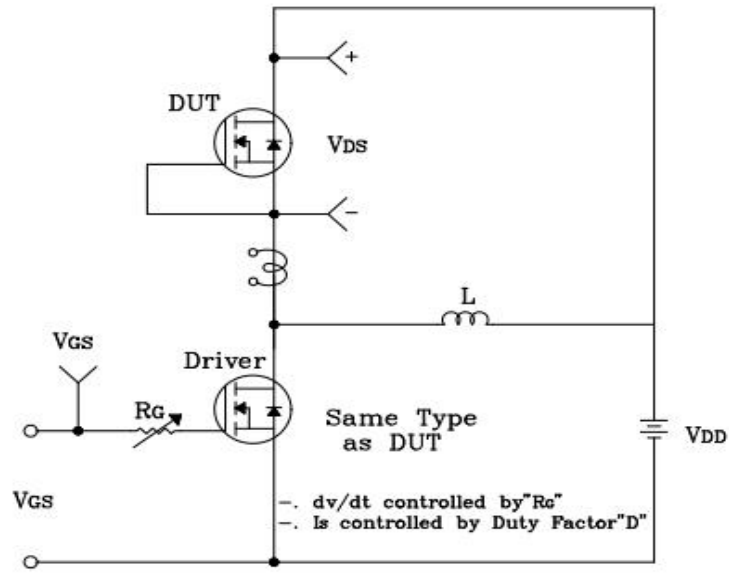 +
DUT
VDS
-
L
VGS
Driver
RG
Same Type
as DUT
VDD
VGS
-. dv/dt controlled by"RG"
-. Is controlled by Duty Factor"D"